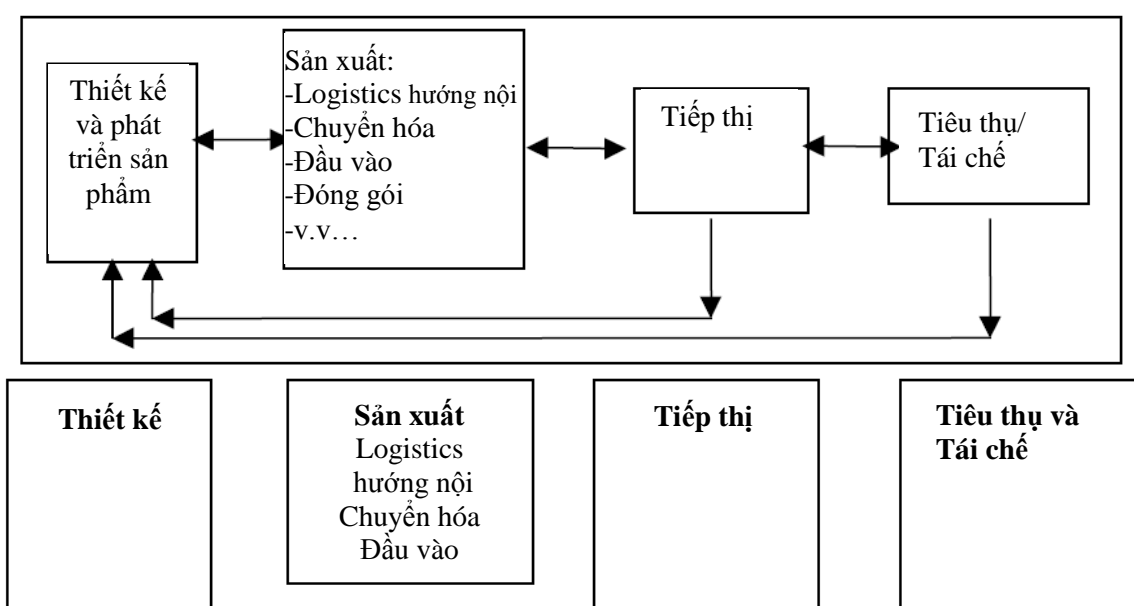 Thiết kế
và phát
triển sản
phẩm
Sản xuất:
-Logistics hướng nội
-Chuyển hóa
-Đầu vào
-Đóng gói
-v.v…
Tiếp thị
Tiêu thụ/
Tái chế
Thiết kế
Sản xuất
Logistics
hướng nội
Chuyển hóa
Đầu vào
Tiếp thị
Tiêu thụ và
Tái chế